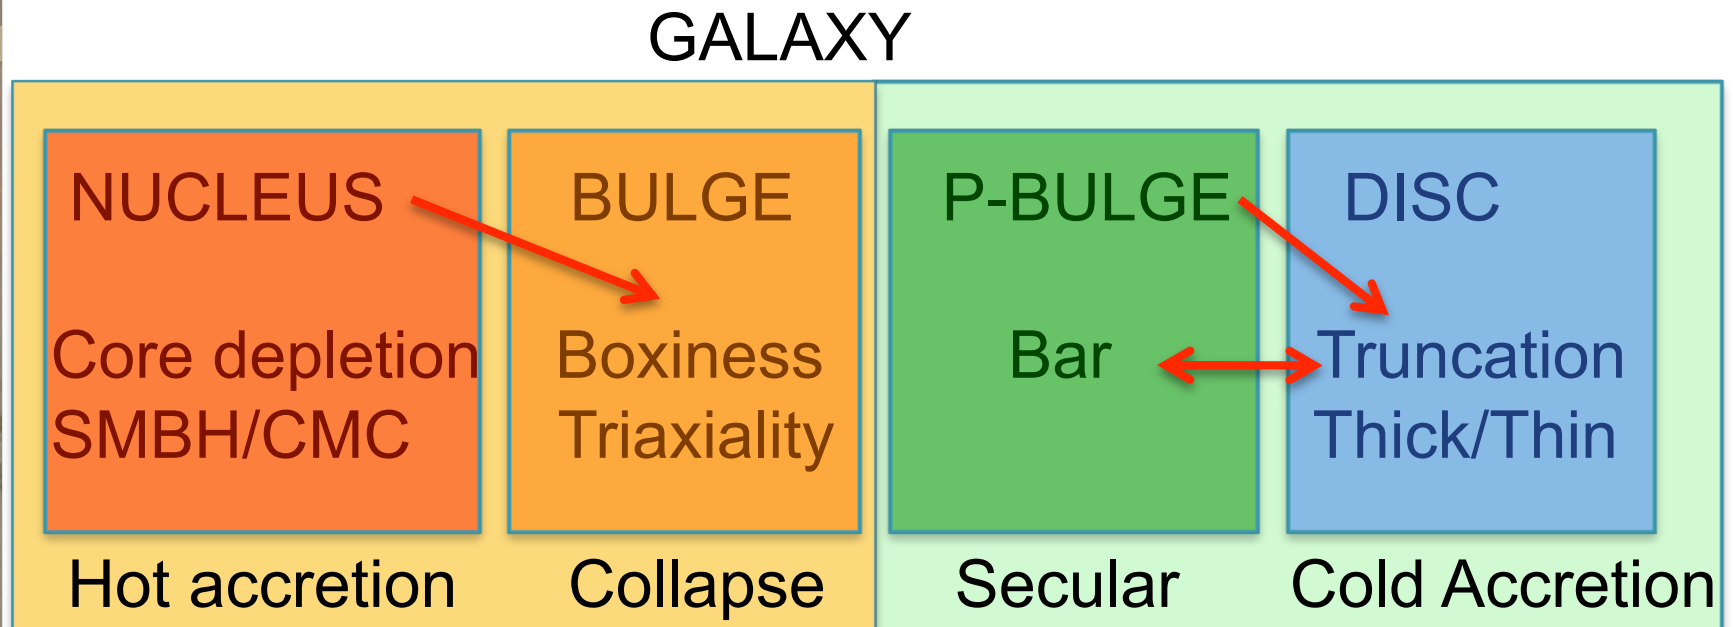 GALAXY
NUCLEUS
Core depletion
SMBH/CMC
Hot accretion
BULGE
Boxiness
Triaxiality
Collapse
P-BULGE
Bar
Secular
DISC
Truncation
Thick/Thin
Cold Accretion